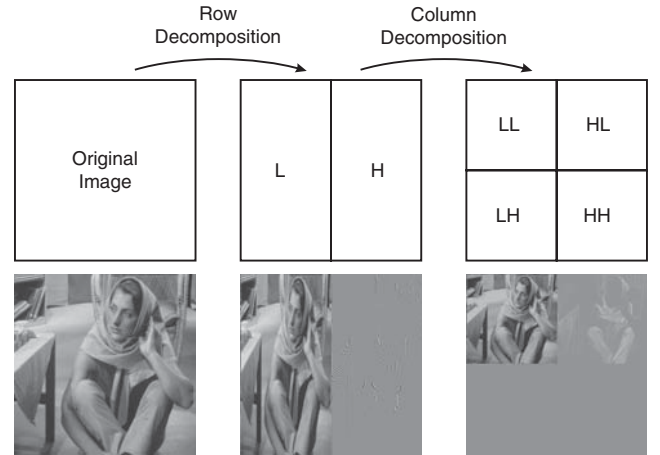 Row
Decomposition
Column
Decomposition
Original
Image
L
H
LL
HL
LH
HH